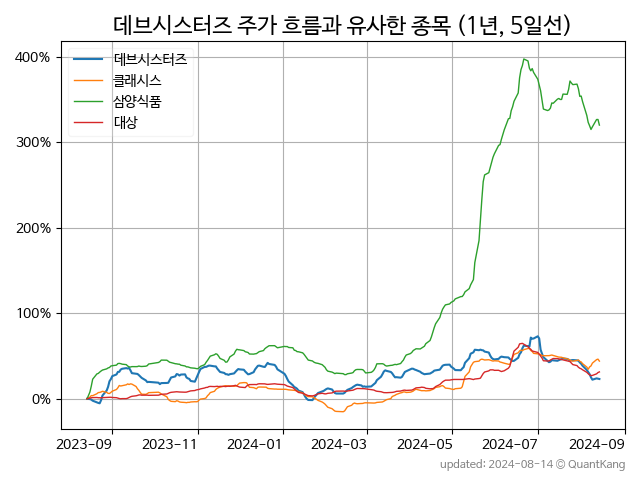 데브시스터즈 주가 흐름과 유사한 종목 (1년, 5일선)
데브시스터즈
클래시스
삼양식품
대상
400%
300%
200%
100%
0%
2023-09 2023-11 2024-01 2024-03 2024-05 2024-07 2024-09
updated: 2024-08-14 @ QuantKang